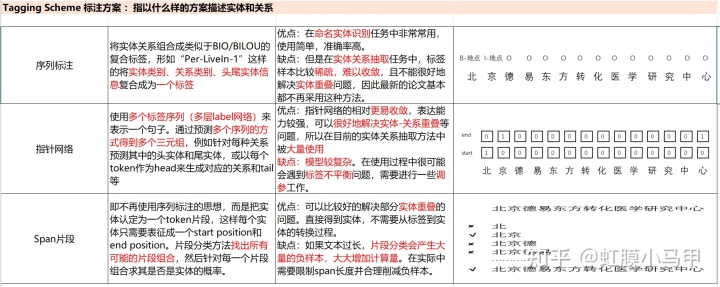 Tagging Scheme 标注方案 ：指以什么样的方案描述实体和关系
序列标注
将实体关系组合成类似于BIO/BILOU的
复合标签，形如“Per-LiveIn-1”这样
的将实体类别、关系类别、头尾实体信
息复合成为一个标签
优点：在命名实体识别任务中非常常用，
使用简单，准确率高。
缺点：但是在实体关系抽取任务中，标签
样本比较稀疏，难以收敛，且不能很好地
解决实体重叠问题，因此最新的论文基本
都不再采用这种方法。
B-地点 I-地点 O O O O O O O O O O O
北 京 德 易 东 方 转 化 医 学 研 究 中 心
指针网络
使用多个标签序列（多层label网络）来
表示一个句子。通过预测多个序列的方
式得到多个三元组，例如针对每种关系
预测其中的头实体和尾实体，或以每个
token作为head来生成对应的关系和tail
等
优点：指针网络的相对更易收敛，表达能
力较强，可以很好地解决实体-关系重叠等
问题，所以在目前的实体关系抽取方法中
被大量使用
缺点：模型较复杂。在使用过程中很可能
会遇到标签不平衡问题，需要进行一些调
参工作。
end 0 1 0 0 0 0 0 0 0 0 0 0 0 1
start 1 0 0 0 0 0 0 0 0 0 0 0 0 0
北 京 德 易 东 方 转 化 医 学 研 究 中 心
Span片段
即不再使用序列标注的思想，而是把实
体认定为一个token片段，这样每个实
体只需要表征成一个start position和
end position。片段分类方法找出所有
可能的片段组合，然后针对每一个片段
组合求其是否是实体的概率。
优点：可以比较好的解决部分实体重叠的
问题。直接得到实体，不需要从标签到实
体的转换过程。
缺点：如果文本过长，片段分类会产生大
量的负样本，大大增加计算量。在实际中
需要限制span长度并合理削减负样本。
北京德易东方转化医学研究中心
北
北京
北京德
北京德易
北京德易东方转化医学研究中心
知乎 @虹膜小马甲